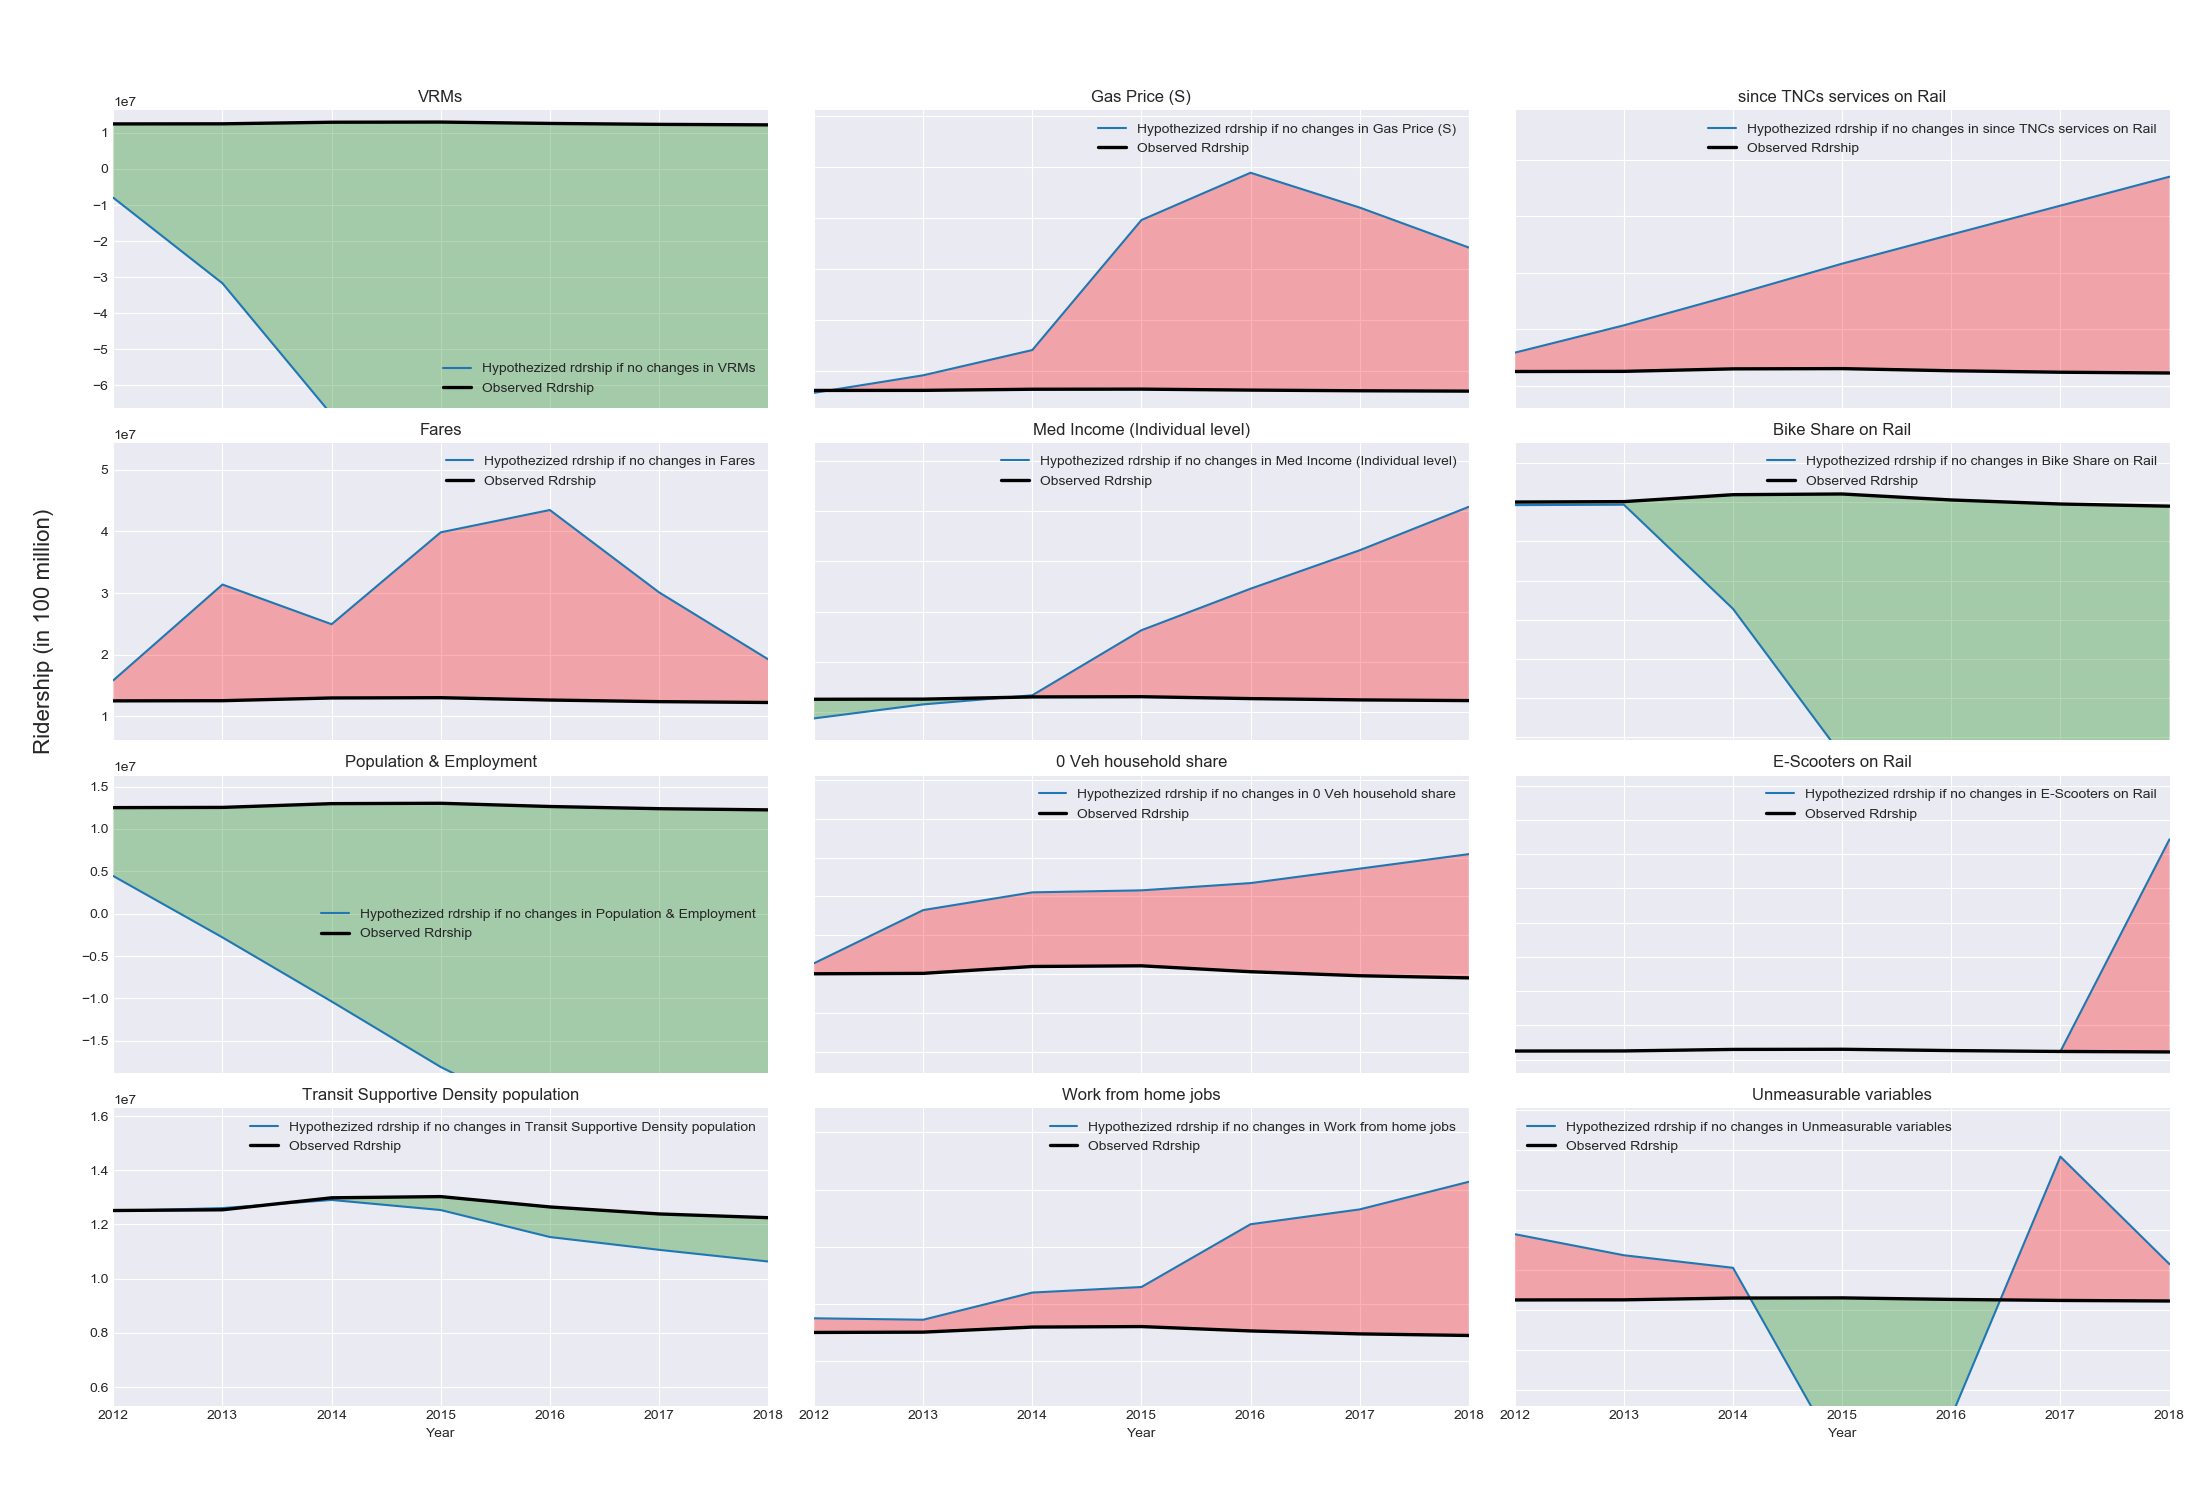 Ridership (in 100 million)
VRMs
1e7
1
0
−1
−2
−3
−4
−5
−6
Hypothezized rdrship if no changes in VRMs
Observed Rdrship
Gas Price (S)
Hypothezized rdrship if no changes in Gas Price (S)
Observed Rdrship
since TNCs services on Rail
Hypothezized rdrship if no changes in since TNCs services on Rail
Observed Rdrship
Fares
1e7
5
4
3
2
1
Hypothezized rdrship if no changes in Fares
Observed Rdrship
Med Income (Individual level)
Hypothezized rdrship if no changes in Med Income (Individual level)
Observed Rdrship
Bike Share on Rail
Hypothezized rdrship if no changes in Bike Share on Rail
Observed Rdrship
Population & Employment
1e7
1.5
1.0
0.5
0.0
−0.5
−1.0
−1.5
Hypothezized rdrship if no changes in Population & Employment
Observed Rdrship
0 Veh household share
Hypothezized rdrship if no changes in 0 Veh household share
Observed Rdrship
E-Scooters on Rail
Hypothezized rdrship if no changes in E-Scooters on Rail
Observed Rdrship
Transit Supportive Density population
1e7
1.6
1.4
1.2
1.0
0.8
0.6
Hypothezized rdrship if no changes in Transit Supportive Density population
Observed Rdrship
2012 2013 2014 2015 2016 2017 2018
Year
Work from home jobs
Hypothezized rdrship if no changes in Work from home jobs
Observed Rdrship
2012 2013 2014 2015 2016 2017 2018
Year
Unmeasurable variables
Hypothezized rdrship if no changes in Unmeasurable variables
Observed Rdrship
2012 2013 2014 2015 2016 2017 2018
Year